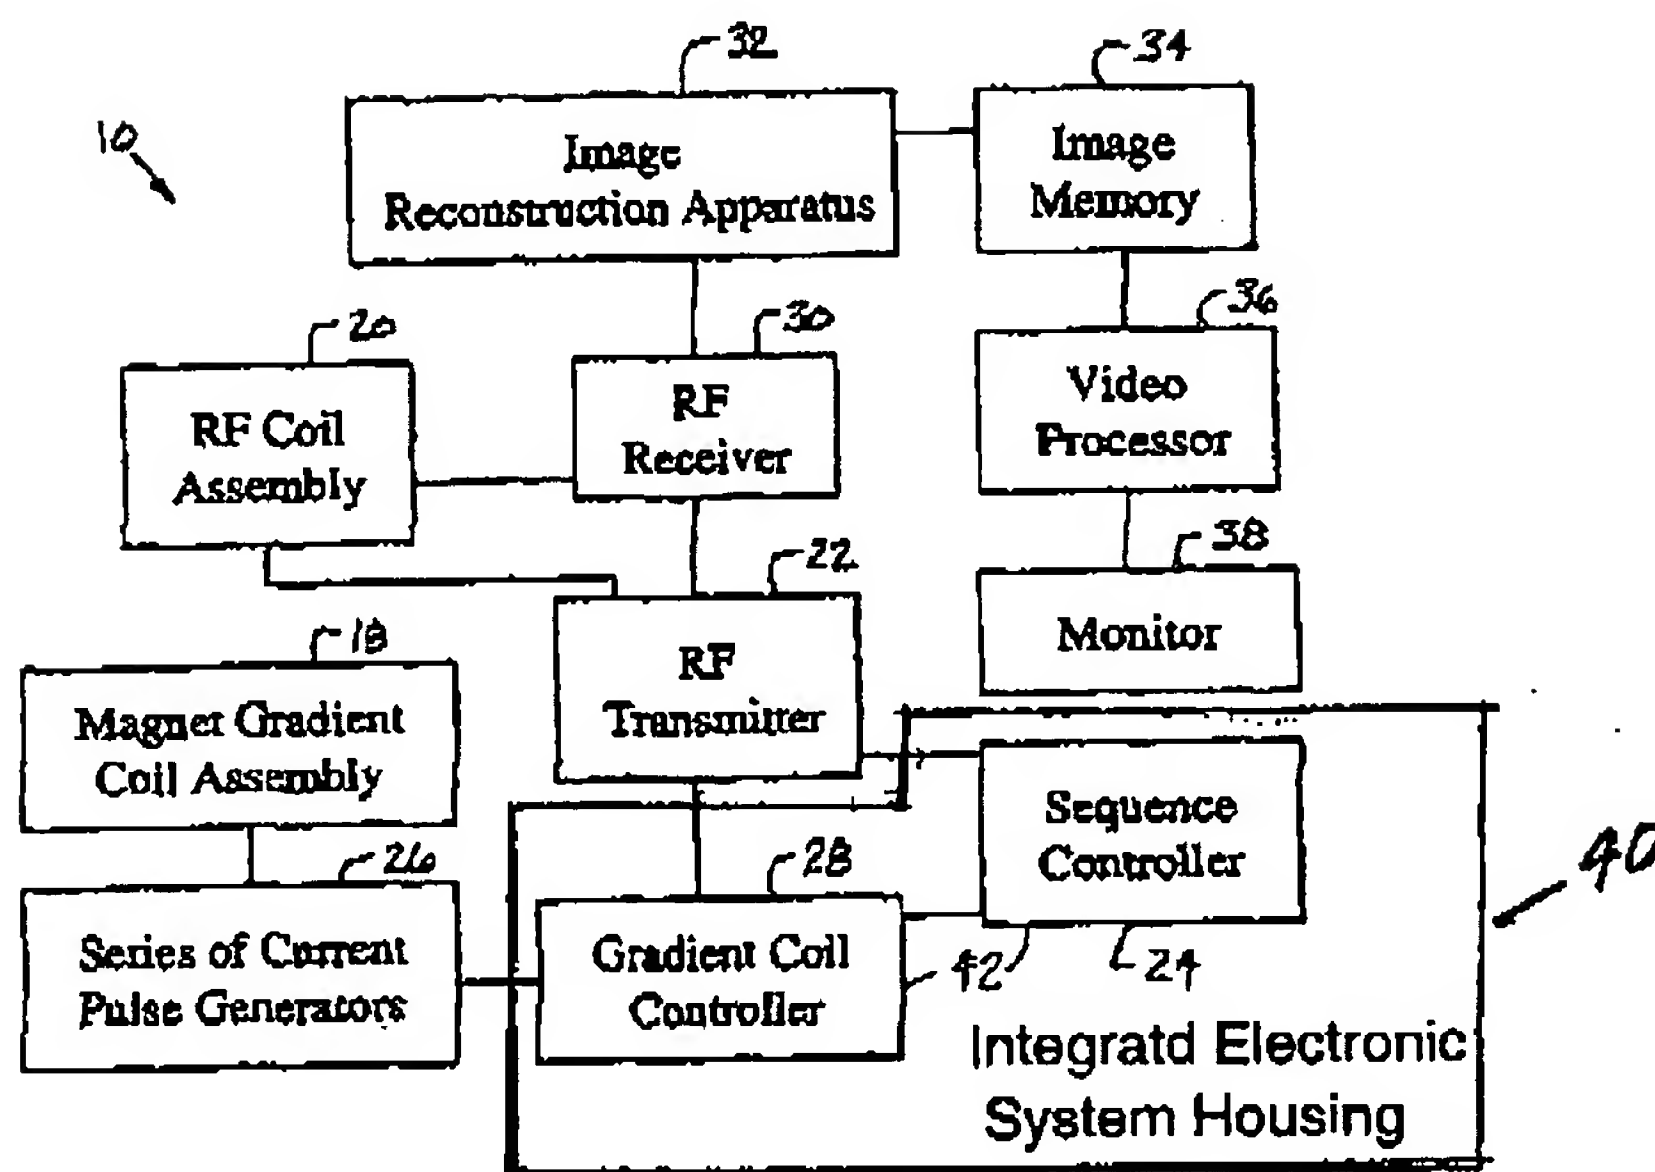 32
34
10
Image
Reconstruction Apparatus
Image
Memory
20
30
36
RF Coil
Assembly
RF
Receiver
Video
Processor
22
38
18
RF
Transmitter
Monitor
Magnet Gradient
Coil Assembly
Sequence
Controller
26
28
40
Series of Current
Pulse Generators
Gradient Coil
Controller
42
24
Integratd Electronic
System Housing